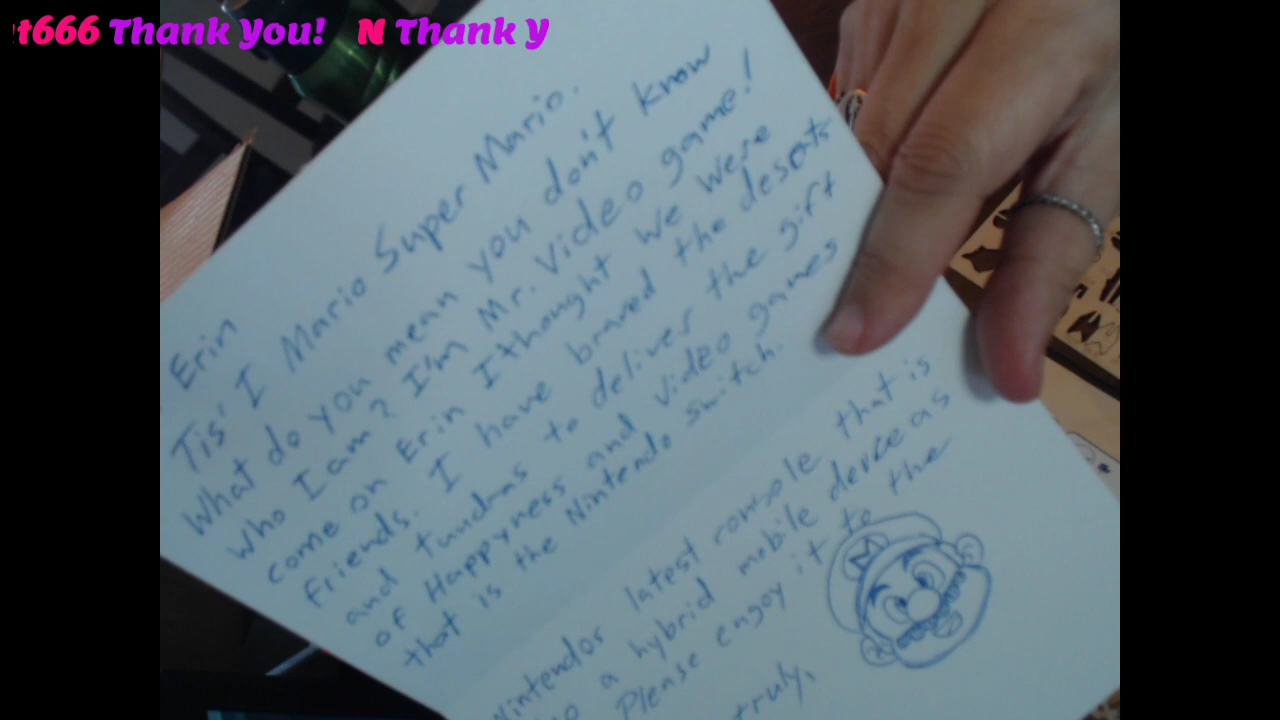 t666 Thank You! N Thank Y
Erin
Tis' I Mario Super Mario.
What do you mean you don't know
who I am? I'm Mr. Video game!
come on Erin I thought we were
friends. I have braved the deserts
and tundras to deliver the gift
of Happyness and video games
that is the Nintendo switch.
Nintendos latest console that is
a hybrid mobile device as
Please engoy it to the
truly,
M